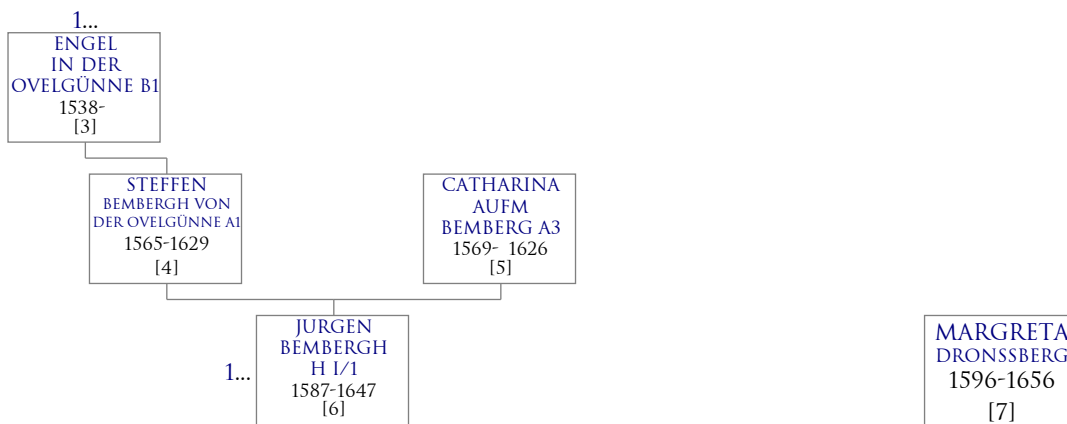 1...
ENGEL
IN DER
OVELGÜNNE B1
1538-
[3]
STEFFEN
BEMBERGH VON
DER OVELGÜNNE A1
1565-1629
[4]
CATHARINA
AUFM
BEMBERG A3
1569- 1626
[5]
1...
JURGEN
BEMBERGH
H I/1
1587-1647
[6]
MARGRETA
DRONSSBERG
1596-1656
[7]